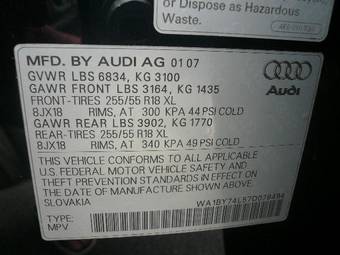 or Dispose as Hazardous
Waste.
MFD. BY AUDI AG 01 07
GVWR LBS 6834, KG 3100
GAWR FRONT LBS 3164, KG 1435
FRONT-TIRES 255/55 R18 XL
8JX18 RIMS, AT 300 KPA 44 PSI COLD
GAWR REAR LBS 3902, KG 1770
REAR-TIRES 255/55 R18 XL
8JX18 RIMS, AT 340 KPA 49 PSI COLD
Audi
THIS VEHICLE CONFORMS TO ALL APPLICABLE
U.S. FEDERAL MOTOR VEHICLE SAFETY AND
THEFT PREVENTION STANDARDS IN EFFECT ON
THE DATE OF MANUFACTURE SHOWN ABOVE.
SLOVAKIA
TYPE:
MPV